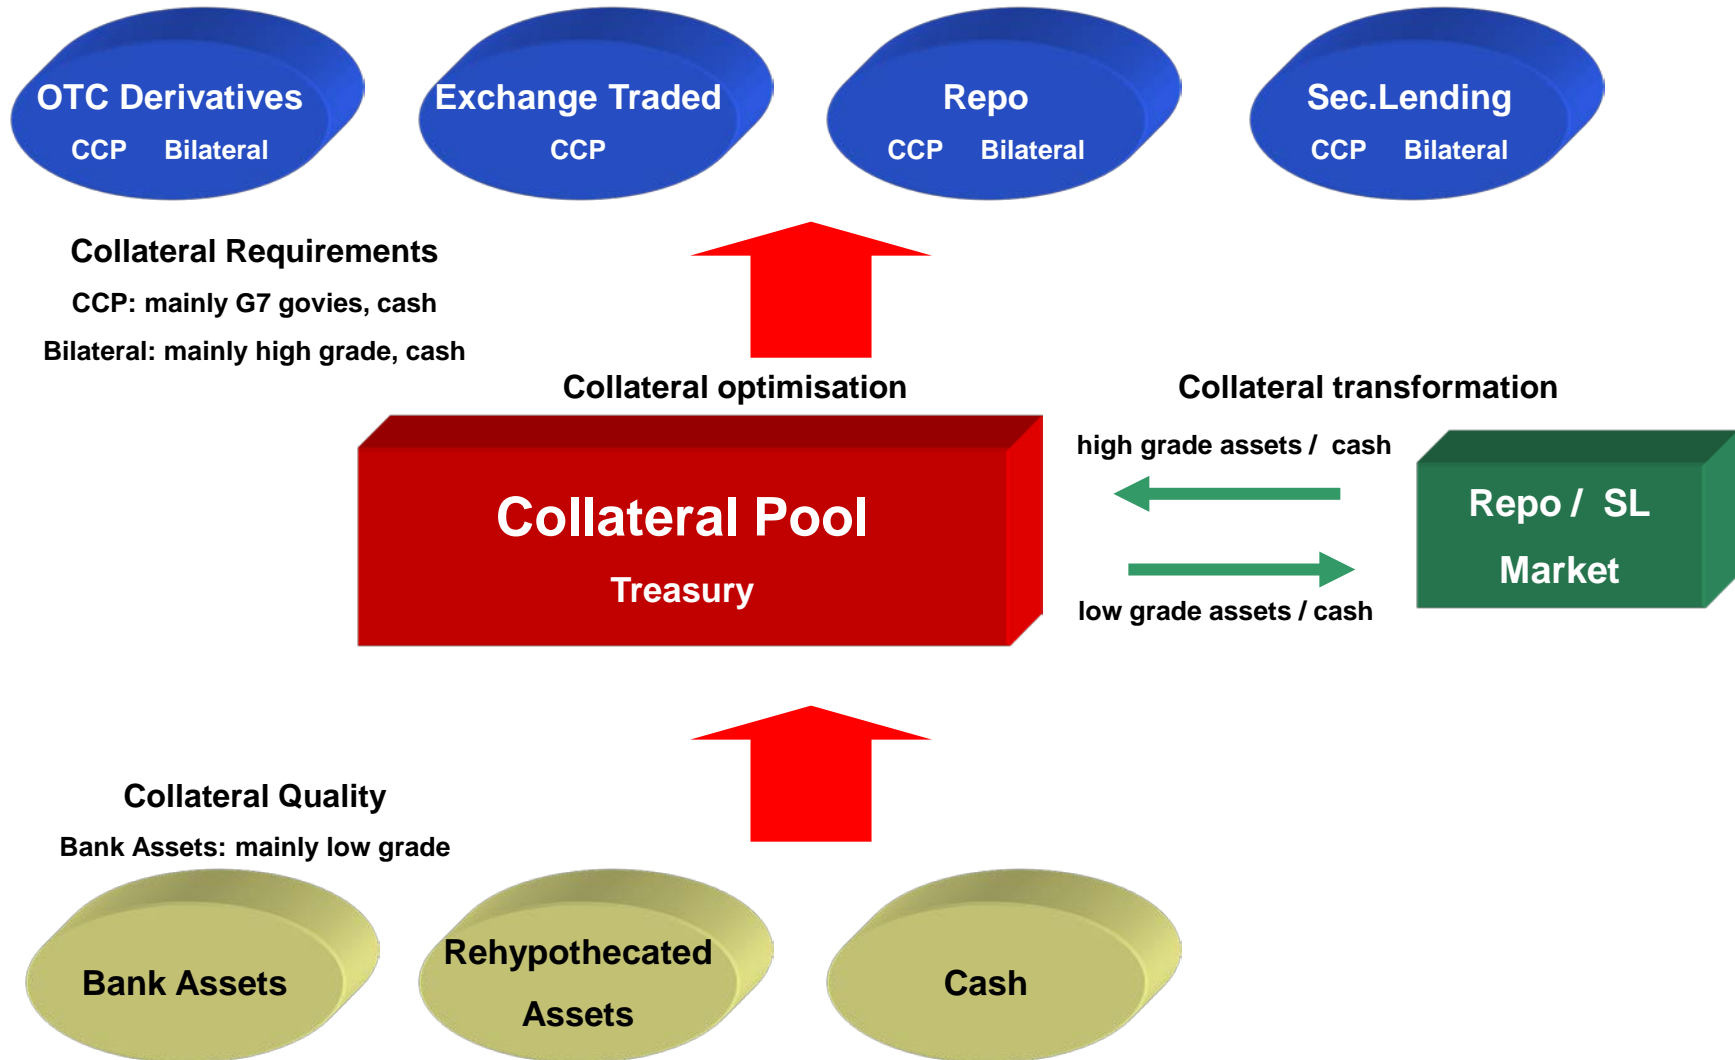 OTC Derivatives
CCP Bilateral
Exchange Traded
CCP
Repo
CCP Bilateral
Sec.Lending
CCP Bilateral
Collateral Requirements
CCP: mainly G7 govies, cash
Bilateral: mainly high grade, cash
Collateral optimisation
Collateral transformation
Collateral Pool
Treasury
high grade assets / cash
low grade assets / cash
Repo / SL
Market
Collateral Quality
Bank Assets: mainly low grade
Bank Assets
Rehypothecated
Assets
Cash